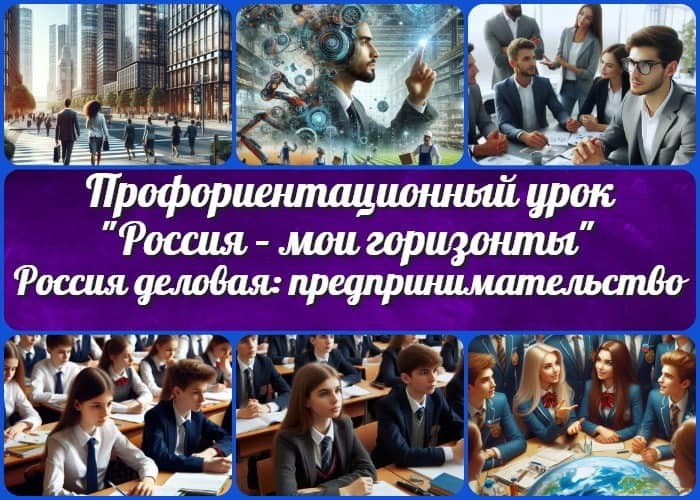 Профориентационный урок
"Россия – мои горизонты"
Россия деловая: предпринимательство